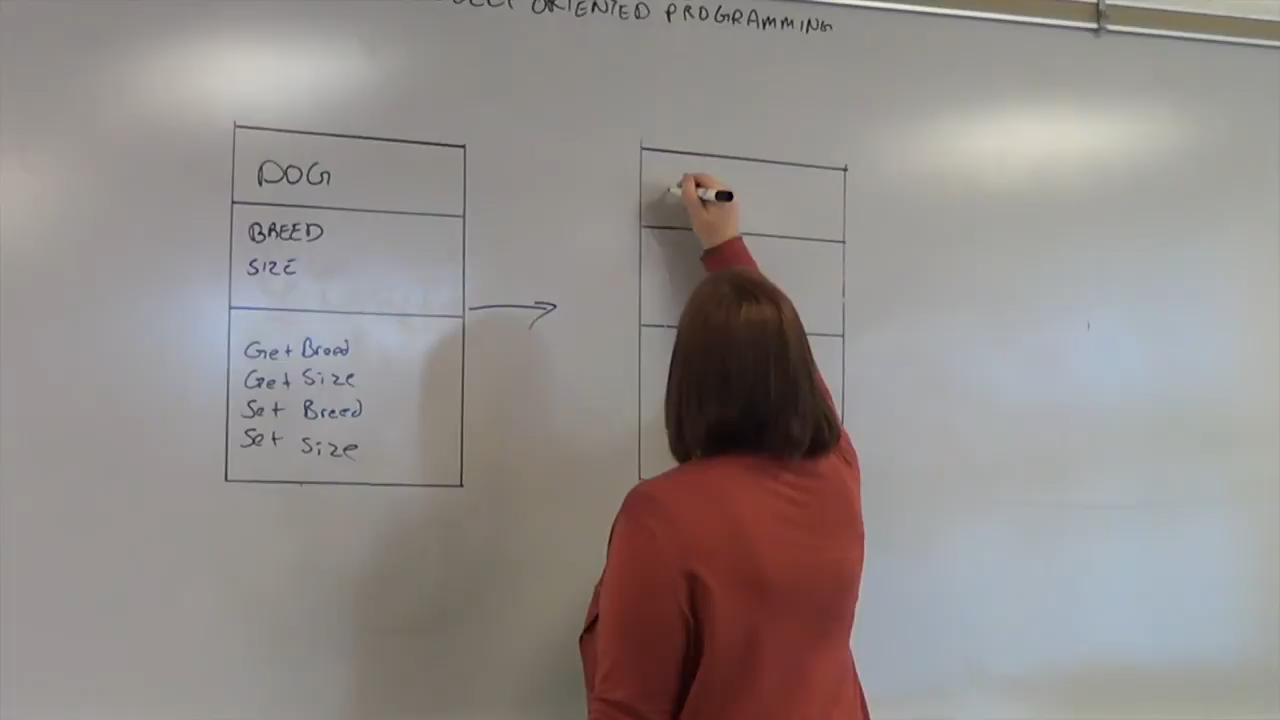 ORIENTED PROGRAMMING
DOG
BREED
SIZE
Get Breed
Get Size
Set Breed
Set Size